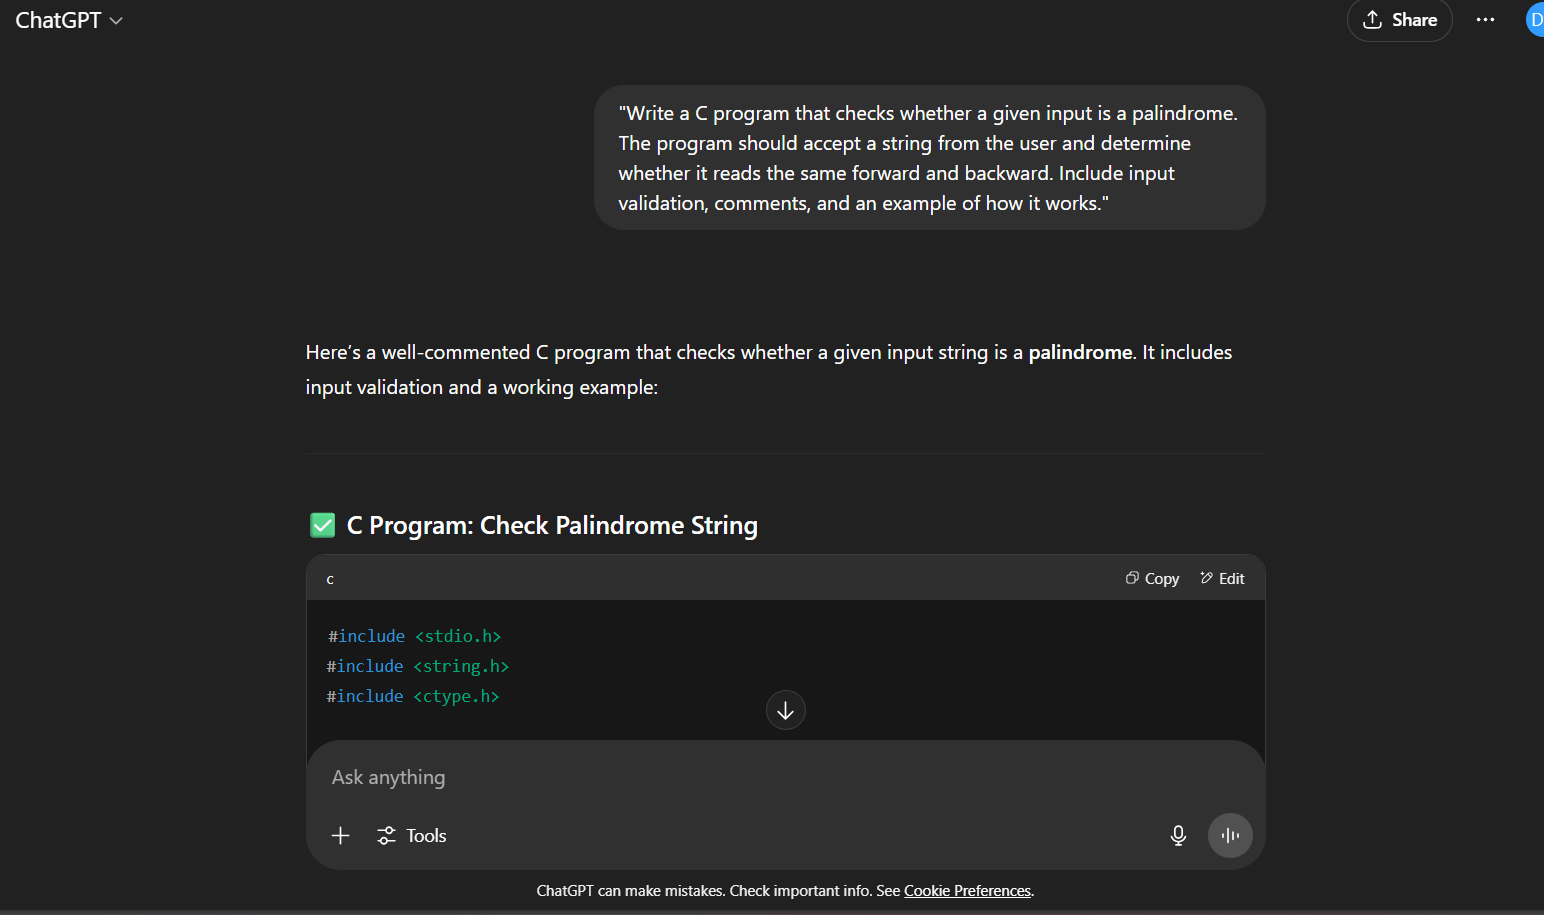 ChatGPT
Share
D
"Write a C program that checks whether a given input is a palindrome.
The program should accept a string from the user and determine
whether it reads the same forward and backward. Include input
validation, comments, and an example of how it works."
Here's a well-commented C program that checks whether a given input string is a palindrome. It includes
input validation and a working example:
✅ C Program: Check Palindrome String
c
Copy
Edit
#include <stdio.h>
#include <string.h>
#include <ctype.h>
Ask anything
Tools
ChatGPT can make mistakes. Check important info. See Cookie Preferences.